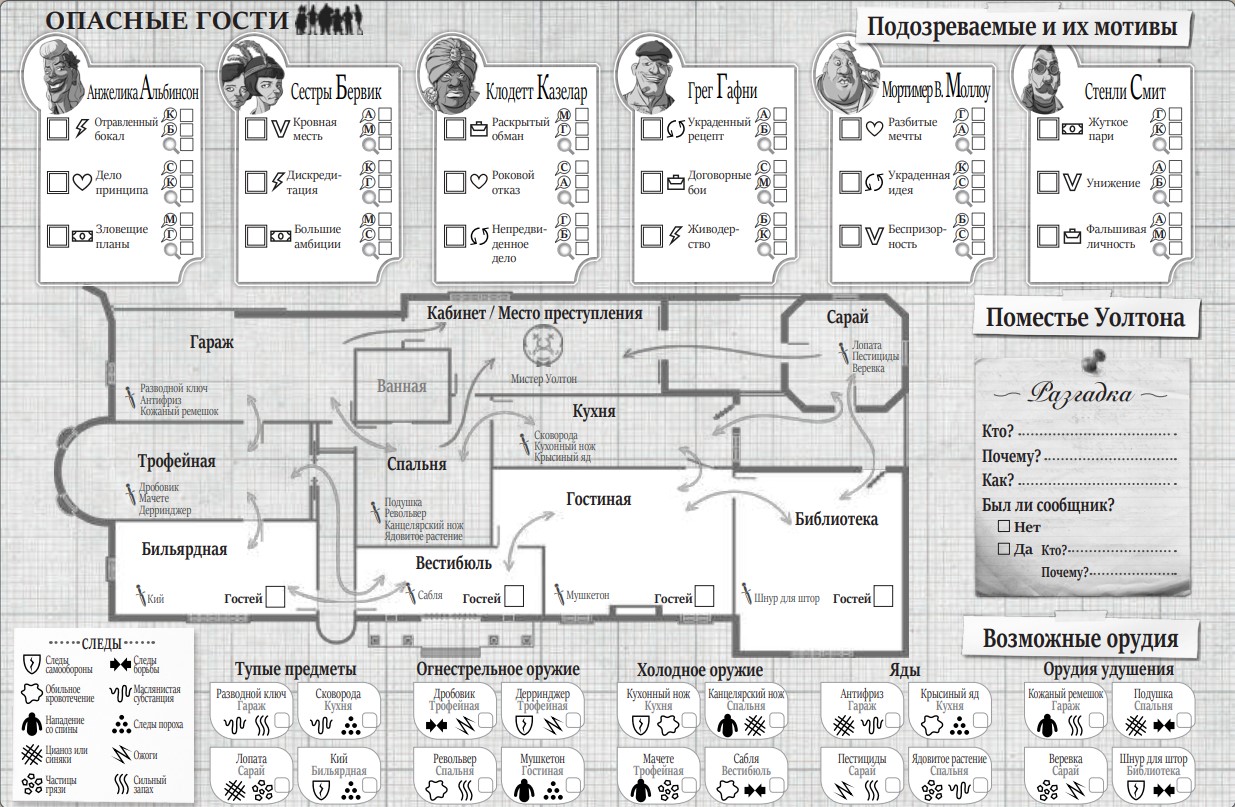 ОПАСНЫЕ ГОСТИ
Подозреваемые и их мотивы
Анжелика Альбинсон
Отравленный
бокал
К
Б
Дело
принципа
С
К
Зловещие
планы
М
Г
Сестры Бервик
Кровная
месть
А
М
Дискреди-
тация
К
Г
Большие
амбиции
М
С
Клодетт Казелар
Раскрытый
обман
М
Г
Роковой
отказ
С
А
Непредви-
денное
дело
Г
Б
Грег Гафни
Украденный
рецепт
А
Б
Договорные
бои
С
М
Живодер-
ство
Б
К
Мортимер В. Моллоу
Разбитые
мечты
Г
А
Украденная
идея
К
С
Беспризор-
ность
Б
С
Стенли Смит
Жуткое
пари
Г
К
Унижение
А
Б
Фальшивая
личность
А
М
Гараж
Разводной ключ
Антифриз
Кожаный ремешок
Кабинет / Место преступления
Мистер Уолтон
Ванная
Сарай
Лопата
Пестициды
Веревка
Кухня
Сковорода
Кухонный нож
Крысиный яд
Трофейная
Дробовик
Мачете
Дерринджер
Спальня
Подушка
Револьвер
Канцелярский нож
Ядовитое растение
Гостиная
Мушкетон
Гостей
Библиотека
Шнур для штор
Гостей
Бильярдная
Кий
Гостей
Вестибюль
Сабля
Гостей
Поместье Уолтона
Разгадка
Кто?
Почему?
Как?
Был ли сообщник?
Нет
Да Кто?
Почему?
СЛЕДЫ
Следы
самообороны
Следы
борьбы
Обильное
кровотечение
Маслянистая
субстанция
Нападение
со спины
Следы пороха
Цианоз или
синяки
Ожоги
Частицы
грязи
Сильный
запах
Возможные орудия
Тупые предметы
Разводной ключ
Гараж
Сковорода
Кухня
Лопата
Сарай
Кий
Бильярдная
Огнестрельное оружие
Дробовик
Трофейная
Дерринджер
Трофейная
Револьвер
Спальня
Мушкетон
Гостиная
Холодное оружие
Кухонный нож
Кухня
Канцелярский нож
Спальня
Мачете
Трофейная
Сабля
Вестибюль
Яды
Антифриз
Гараж
Крысиный яд
Кухня
Пестициды
Сарай
Ядовитое растение
Спальня
Орудия удушения
Кожаный ремешок
Гараж
Подушка
Спальня
Веревка
Сарай
Шнур для штор
Библиотека